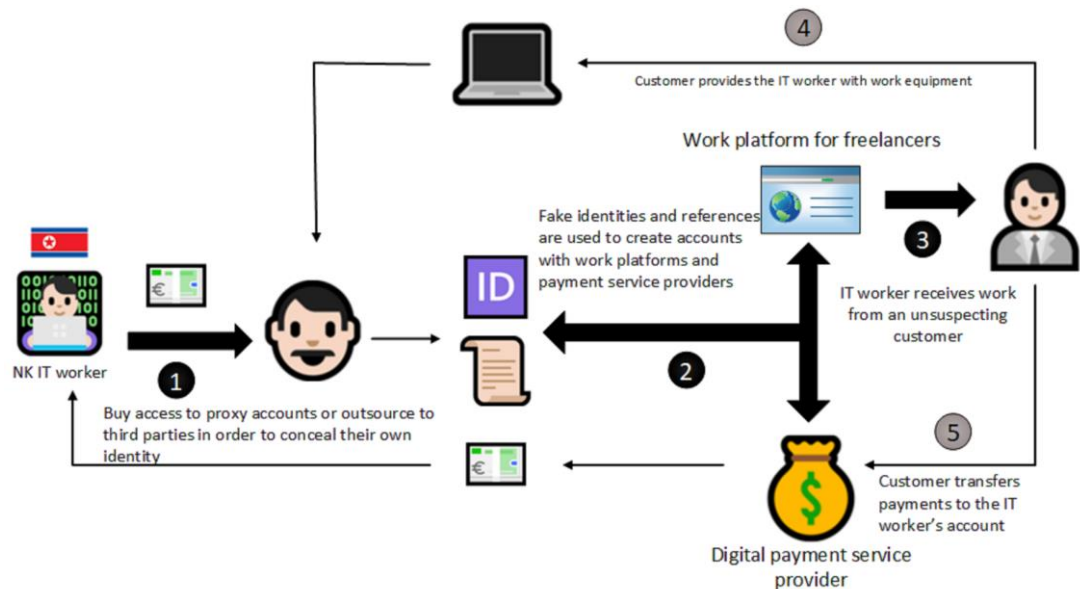 4
Customer provides the IT worker with work equipment
Work platform for freelancers
Fake identities and references
are used to create accounts
with work platforms and
payment service providers
ID
3
IT worker receives work
from an unsuspecting
customer
NK IT worker
1
2
Buy access to proxy accounts or outsource to
third parties in order to conceal their own
identity
5
Customer transfers
payments to the IT
worker's account
$
Digital payment service
provider